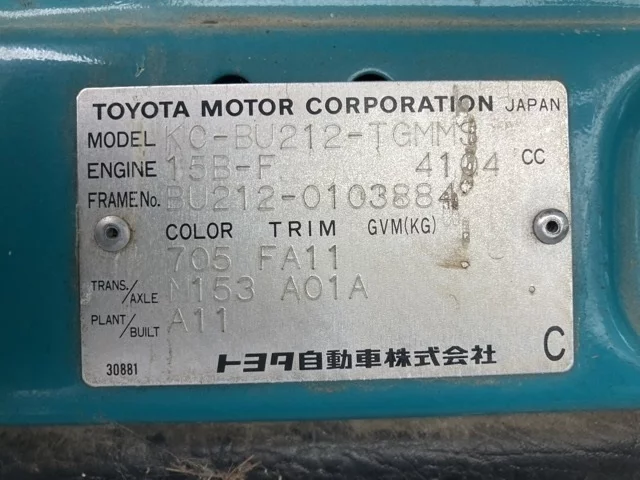 TOYOTA MOTOR CORPORATION JAPAN
MODEL KC-BU212-TGMMS
ENGINE 15B-F 4104 CC
FRAME No. BU212-0103884
COLOR TRIM GVM(KG)
705 FA11
TRANS./AXLE M153 A01A
PLANT/BUILT A11
30881 トヨタ自動車株式会社 C